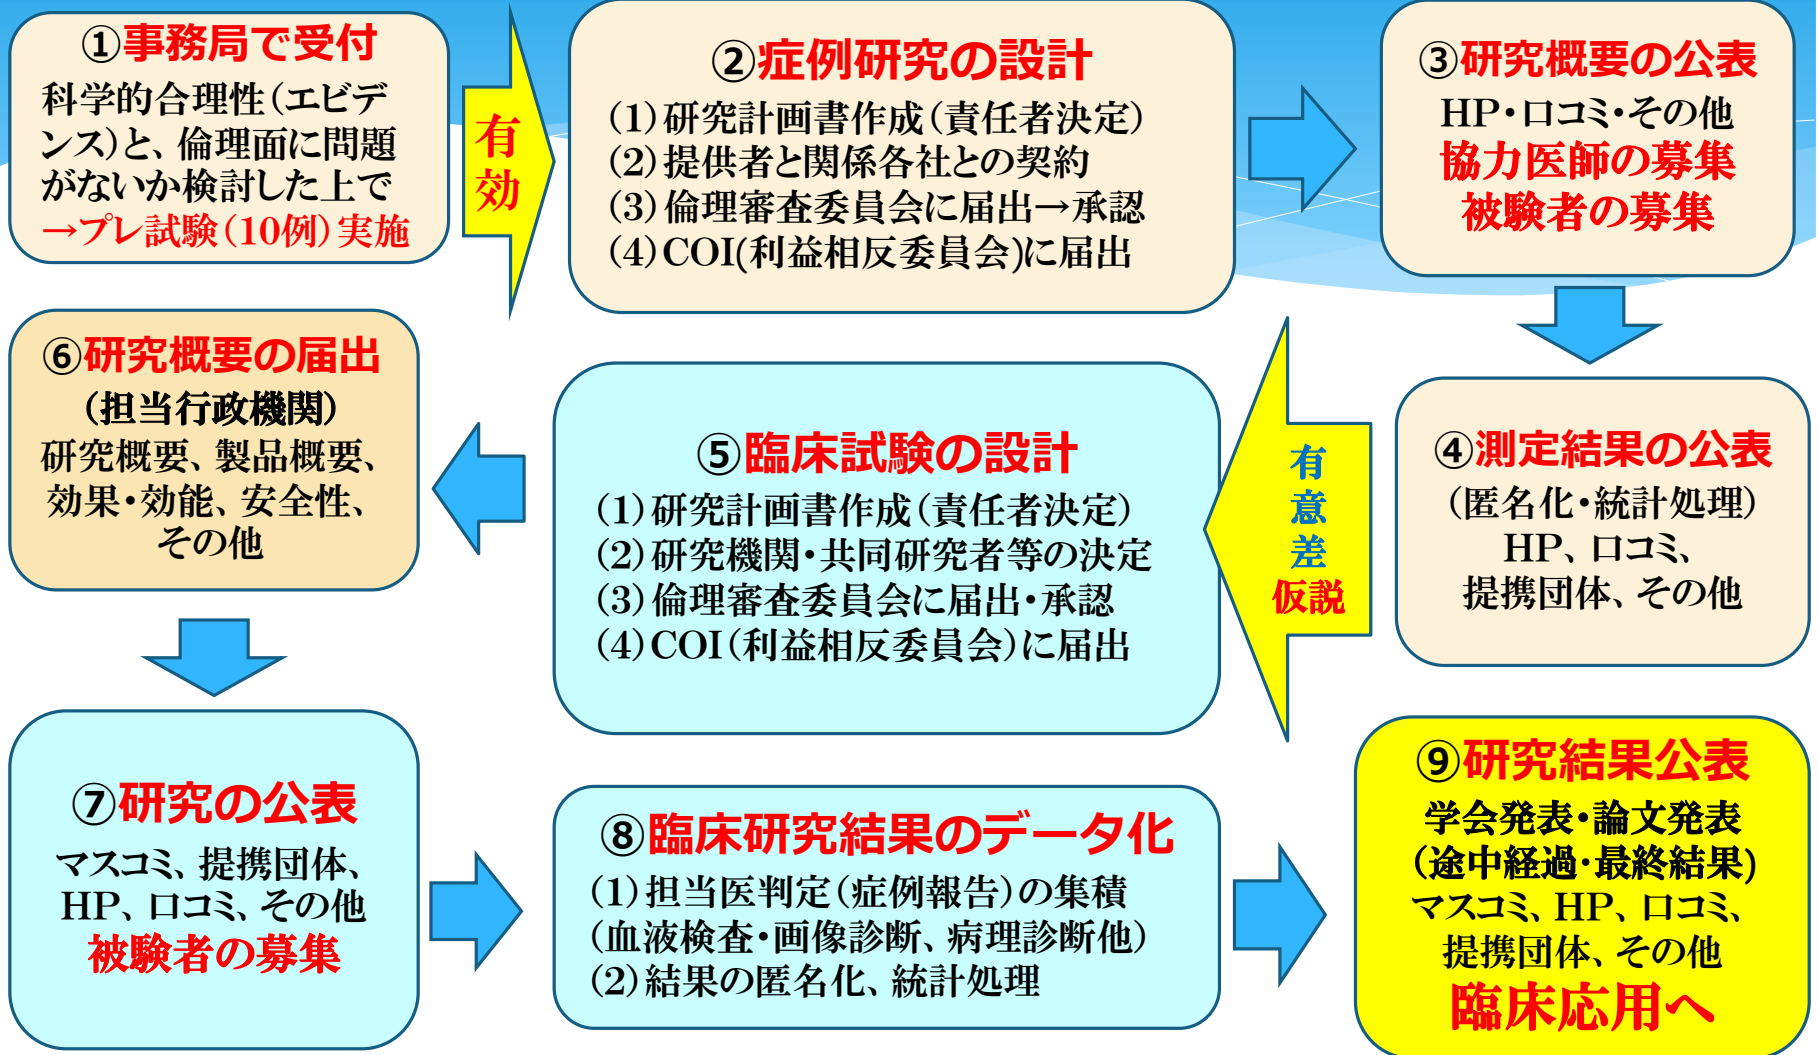 ①事務局で受付
科学的合理性（エビデ
ンス）と、倫理面に問題
がないか検討した上で
→プレ試験（10例）実施
有
効
②症例研究の設計
（1）研究計画書作成（責任者決定）
（2）提供者と関係各社との契約
（3）倫理審査委員会に届出→承認
（4）COI(利益相反委員会)に届出
③研究概要の公表
HP・口コミ・その他
協力医師の募集
被験者の募集
④測定結果の公表
（匿名化・統計処理）
HP、口コミ、
提携団体、その他
有
意
差
仮説
⑤臨床試験の設計
（1）研究計画書作成（責任者決定）
（2）研究機関・共同研究者等の決定
（3）倫理審査委員会に届出・承認
（4）COI（利益相反委員会）に届出
⑥研究概要の届出
（担当行政機関）
研究概要、製品概要、
効果・効能、安全性、
その他
⑦研究の公表
マスコミ、提携団体、
HP、口コミ、その他
被験者の募集
⑧臨床研究結果のデータ化
（1）担当医判定（症例報告）の集積
（血液検査・画像診断、病理診断他）
（2）結果の匿名化、統計処理
⑨研究結果公表
学会発表・論文発表
（途中経過・最終結果)
マスコミ、HP、口コミ、
提携団体、その他
臨床応用へ